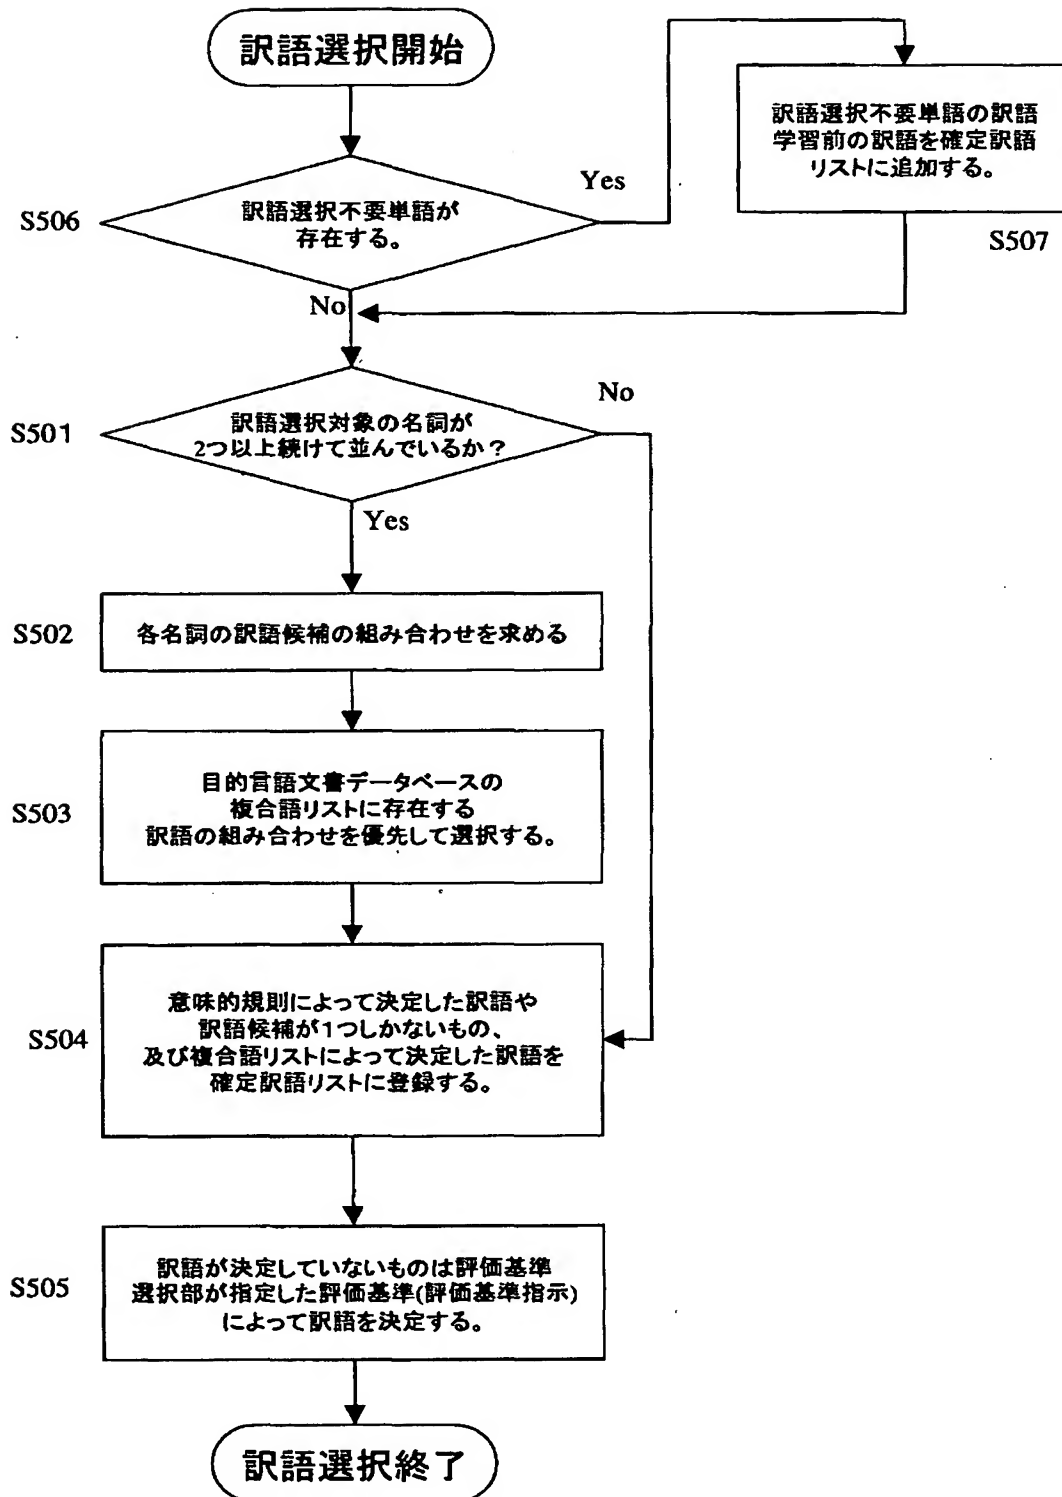 訳語選択開始
訳語選択不要単語の訳語
学習前の訳語を確定訳語
リストに追加する。
S507
Yes
S506
訳語選択不要単語が
存在する。
No
S501
訳語選択対象の名詞が
2つ以上続けて並んでいるか？
No
Yes
S502
各名詞の訳語候補の組み合わせを求める
S503
目的言語文書データベースの
複合語リストに存在する
訳語の組み合わせを優先して選択する。
S504
意味的規則によって決定した訳語や
訳語候補が1つしかないもの、
及び複合語リストによって決定した訳語を
確定訳語リストに登録する。
S505
訳語が決定していないものは評価基準
選択部が指定した評価基準(評価基準指示)
によって訳語を決定する。
訳語選択終了